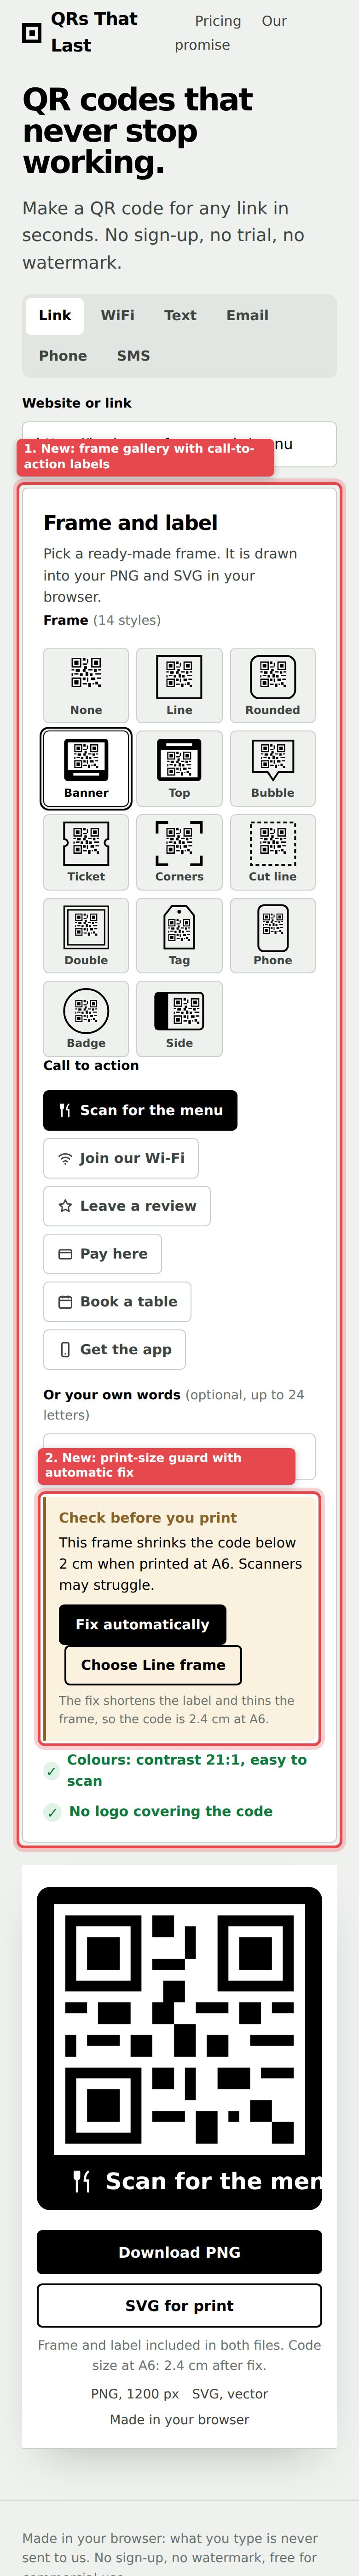 QRs That Last
Pricing Our promise
QR codes that
never stop
working.
Make a QR code for any link in
seconds. No sign-up, no trial, no
watermark.
Link WiFi Text Email
Phone SMS
Website or link
nu
1. New: frame gallery with call-to-
action labels
Frame and label
Pick a ready-made frame. It is drawn
into your PNG and SVG in your
browser.
Frame (14 styles)
None Line Rounded
Banner Top Bubble
Ticket Corners Cut line
Double Tag Phone
Badge Side
Call to action
Scan for the menu
Join our Wi-Fi
Leave a review
Pay here
Book a table
Get the app
Or your own words (optional, up to 24
letters)
2. New: print-size guard with
automatic fix
Check before you print
This frame shrinks the code below
2 cm when printed at A6. Scanners
may struggle.
Fix automatically
Choose Line frame
The fix shortens the label and thins the
frame, so the code is 2.4 cm at A6.
✓ Colours: contrast 21:1, easy to
scan
✓ No logo covering the code
Scan for the men
Download PNG
SVG for print
Frame and label included in both files. Code
size at A6: 2.4 cm after fix.
PNG, 1200 px SVG, vector
Made in your browser
Made in your browser: what you type is never
sent to us. No sign-up, no watermark, free for